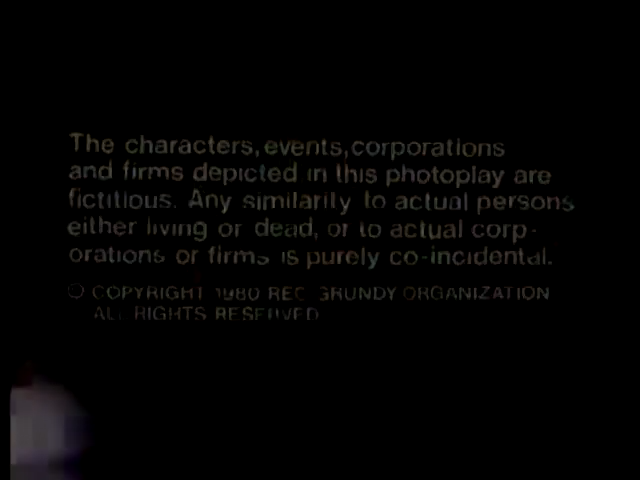 The characters, events, corporations
and firms depicted in this photoplay are
fictitious. Any similarity to actual persons
either living or dead, or to actual corp-
orations or firms is purely co-incidental.
© COPYRIGHT 1980 REG GRUNDY ORGANIZATION
ALL RIGHTS RESERVED